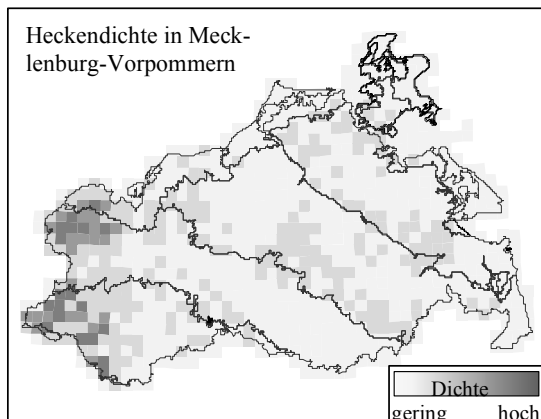 Heckendichte in Meck-
lenburg-Vorpommern
Dichte
gering hoch